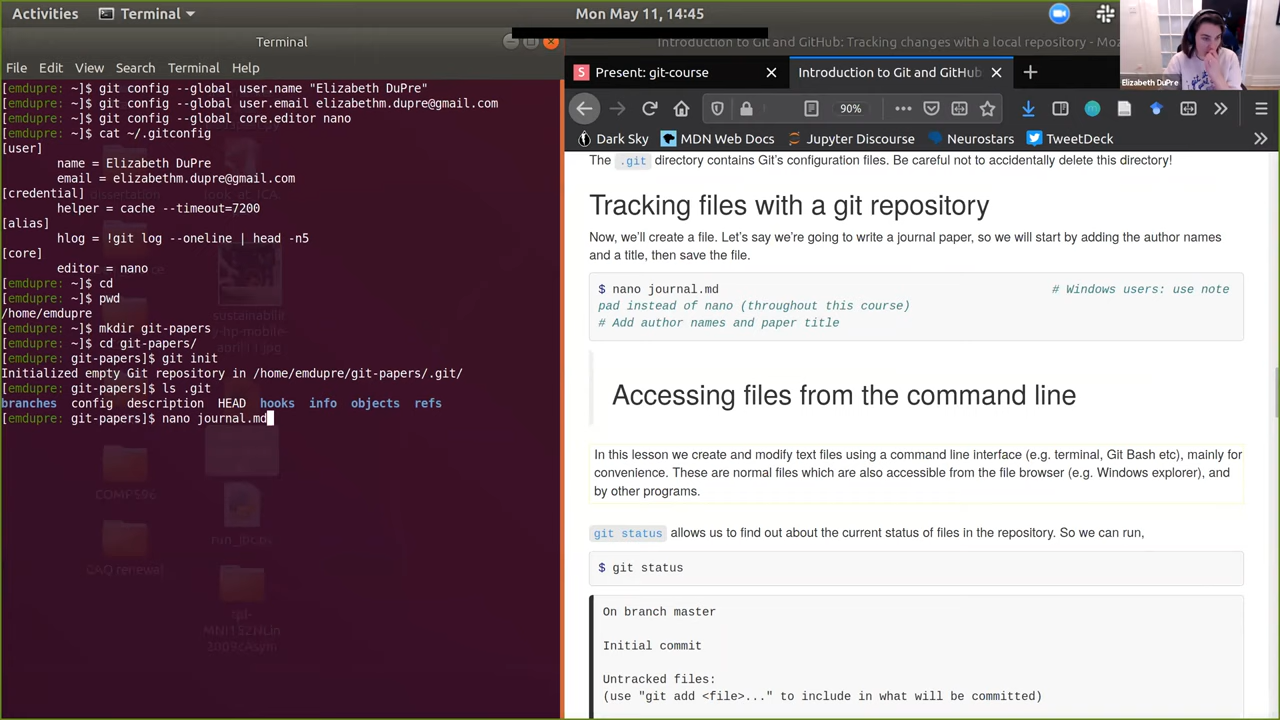 Activities
Terminal
Mon May 11, 14:45
Terminal
Introduction to Git and GitHub: Tracking changes with a local repository - Moz
Elizabeth DuPre
File Edit View Search Terminal Help
Present: git-course
Introduction to Git and GitHub
90%
Dark Sky
MDN Web Docs
Jupyter Discourse
Neurostars
TweetDeck
[emdupre: ~]$ git config --global user.name "Elizabeth DuPre"
[emdupre: ~]$ git config --global user.email elizabethm.dupre@gmail.com
[emdupre: ~]$ git config --global core.editor nano
[emdupre: ~]$ cat ~/.gitconfig
[user]
name = Elizabeth DuPre
email = elizabethm.dupre@gmail.com
[credential]
helper = cache --timeout=7200
[alias]
hlog = !git log --oneline | head -n5
[core]
editor = nano
[emdupre: ~]$ cd
[emdupre: ~]$ pwd
/home/emdupre
[emdupre: ~]$ mkdir git-papers
[emdupre: ~]$ cd git-papers/
[emdupre: git-papers]$ git init
Initialized empty Git repository in /home/emdupre/git-papers/.git/
[emdupre: git-papers]$ ls .git
branches config description HEAD hooks info objects refs
[emdupre: git-papers]$ nano journal.md
dissertation
sustainabilit
y-hp-mobile-
COMP596
CAQ renewal
2009cAsym
The .git directory contains Git's configuration files. Be careful not to accidentally delete this directory!
Tracking files with a git repository
Now, we'll create a file. Let's say we're going to write a journal paper, so we will start by adding the author names
and a title, then save the file.
$ nano journal.md # Windows users: use note
pad instead of nano (throughout this course)
# Add author names and paper title
Accessing files from the command line
In this lesson we create and modify text files using a command line interface (e.g. terminal, Git Bash etc), mainly for
convenience. These are normal files which are also accessible from the file browser (e.g. Windows explorer), and
by other programs.
git status allows us to find out about the current status of files in the repository. So we can run,
$ git status
On branch master
Initial commit
Untracked files:
(use "git add <file>..." to include in what will be committed)